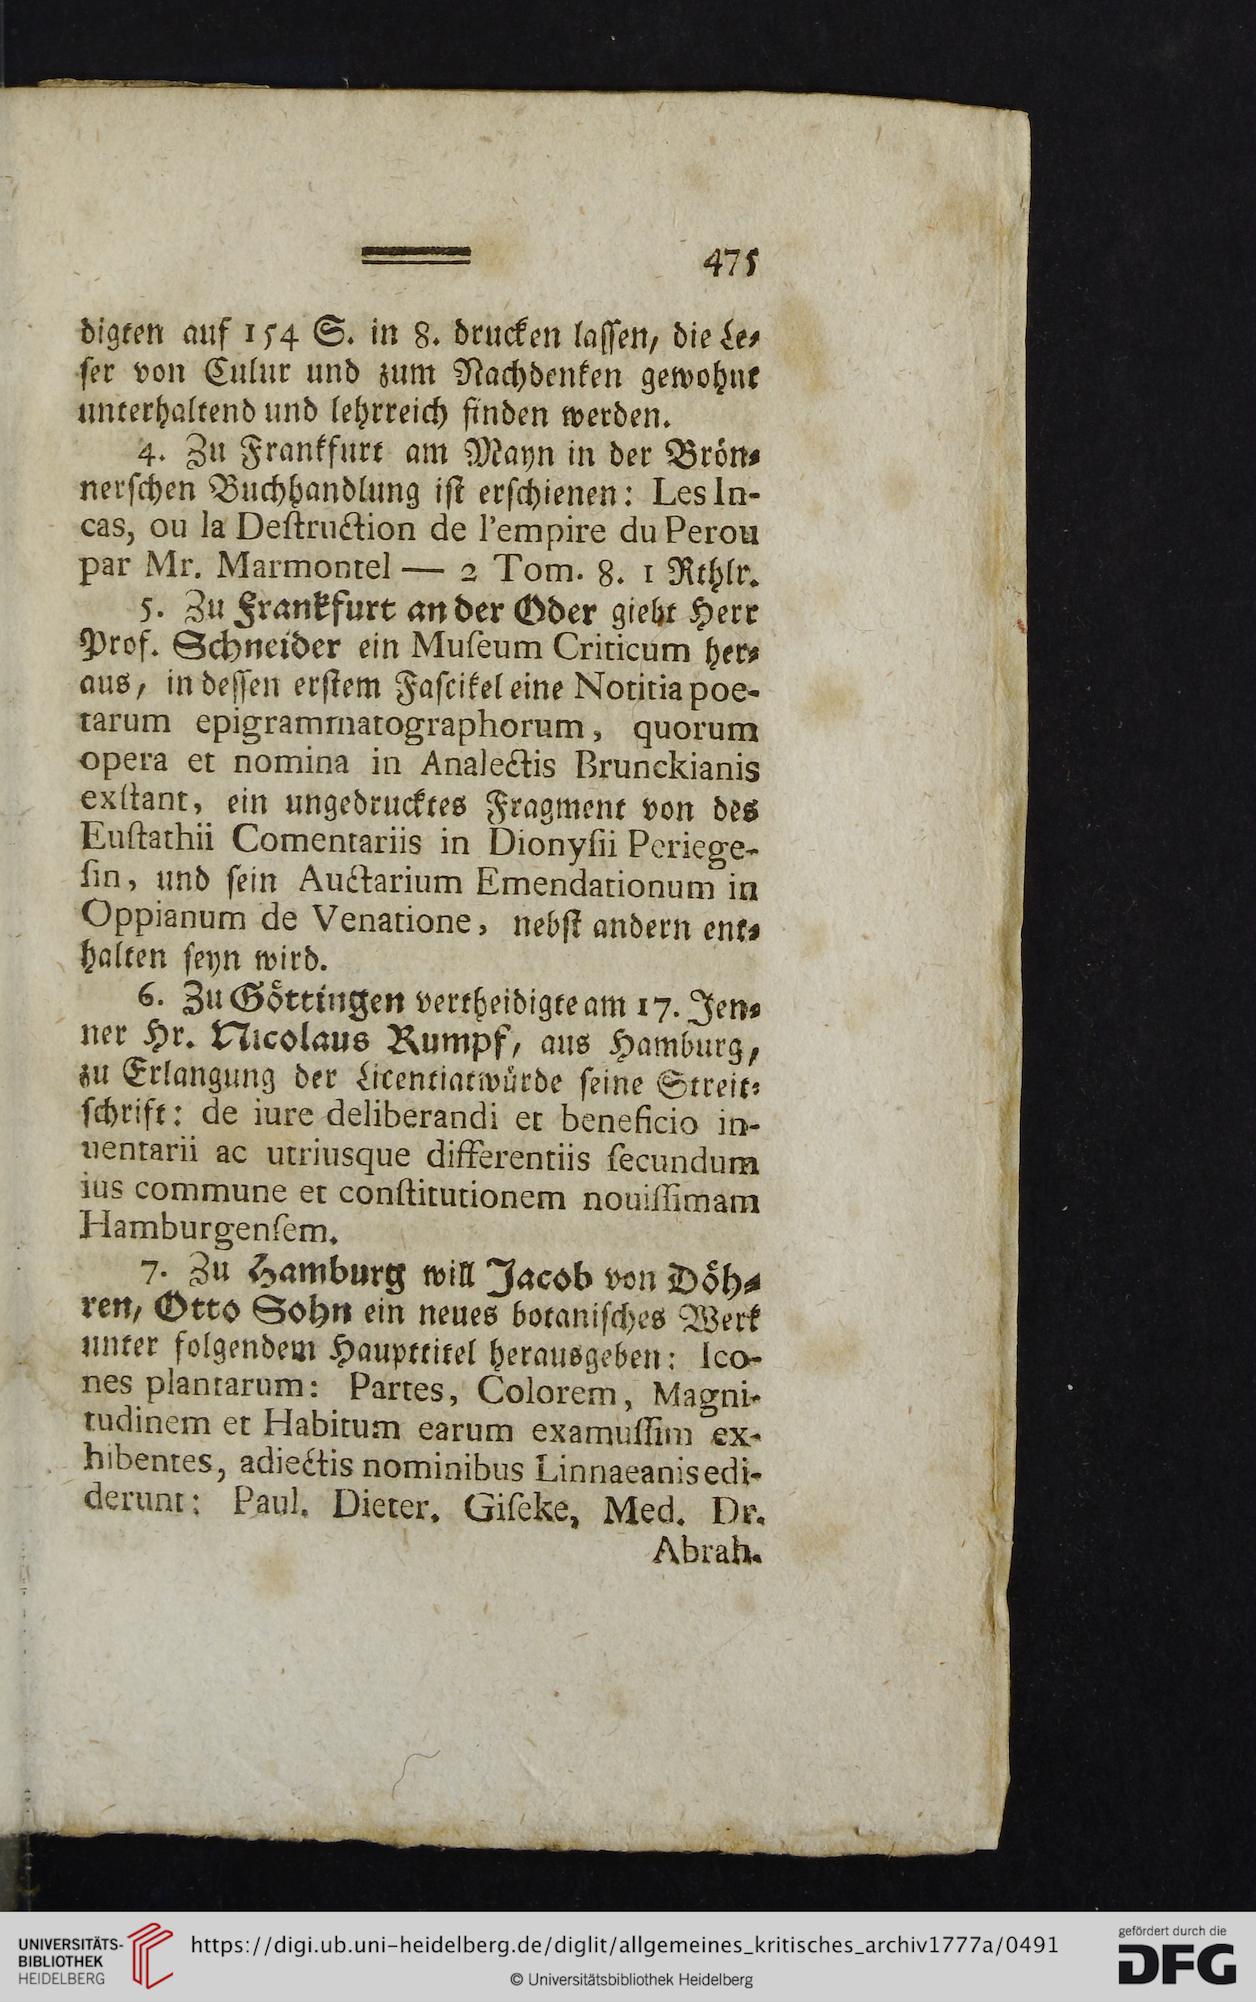 475
digten auf 154 S. in 8. drucken lassen, die Le-
ser von Culur und zum Nachdenken gewohnt
unterhaltend und lehrreich finden werden.
4. Zu Frankfurt am Mayn in der Brön-
nerschen Buchhandlung ist erschienen: Les In-
cas, ou la Deſtruction de l'empire du Perou
par Mr. Marmontel — 2 Tom. 8. 1 Rthlr.
5. Zu Frankfurt an der Oder giebt Herr
Prof. Schneider ein Muſeum Criticum her-
aus, in dessen erstem Fascikel eine Notitia poe-
tarum epigrammatographorum, quorum
opera et nomina in Analectis Brunckianis
exſtant, ein ungedrucktes Fragment von des
Euſtathii Comentariis in Dionyſii Periege-
ſin, und sein Auctarium Emendationum in
Oppianum de Venatione, nebst andern ent-
halten seyn wird.
6. Zu Göttingen vertheidigte am 17. Jen-
ner Hr. Nicolaus Rumpf, aus Hamburg,
zu Erlangung der Licentiatwürde seine Streit-
schrift: de iure deliberandi et beneficio in-
uentarii ac utriusque differentiis ſecundum
ius commune et conſtitutionem nouiſſimam
Hamburgenſem.
7. Zu Hamburg will Jacob von Döh-
ren, Otto Sohn ein neues botanisches Werk
unter folgendem Haupttitel herausgeben: Ico-
nes plantarum: Partes, Colorem, Magni-
tudinem et Habitum earum examuſſim ex-
hibentes, adiectis nominibus Linnaeanis edi-
derunt: Paul. Dieter. Giſeke, Med. Dr.
Abrah.
UNIVERSITÄTS-
BIBLIOTHEK
HEIDELBERG
https://digi.ub.uni-heidelberg.de/diglit/allgemeines_kritisches_archiv1777a/0491
© Universitätsbibliothek Heidelberg
gefördert durch die
DFG